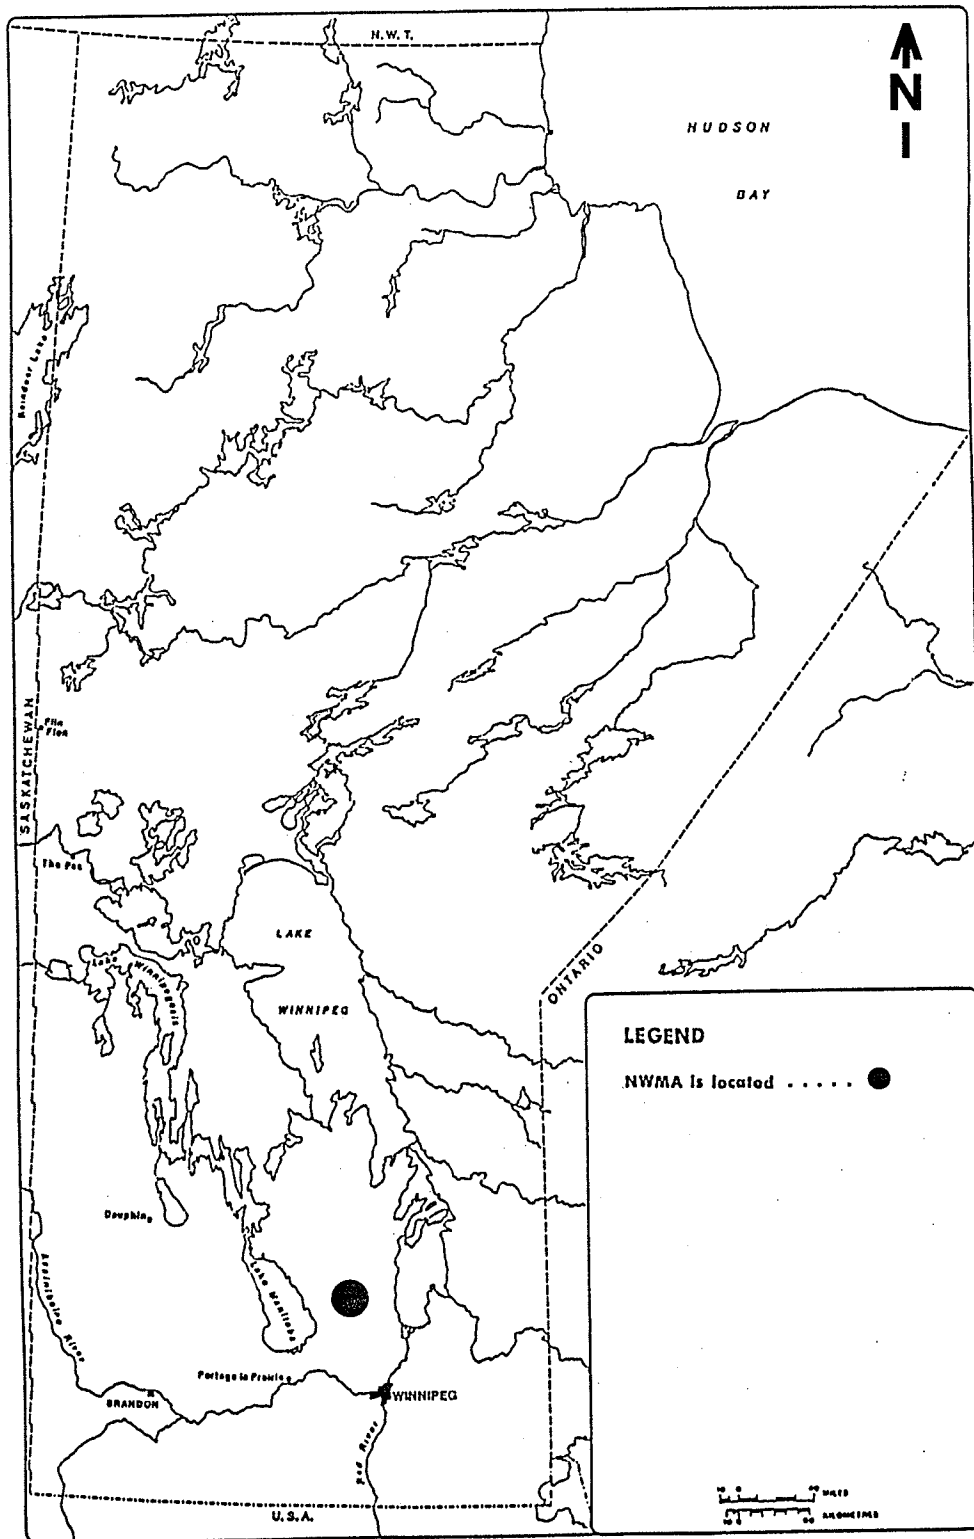 N.W.T.
N
HUDSON
BAY
Reindeer Lake
SASKATCHEWAN
Flin
Flon
The Pas
LAKE
Lake Winnipegosis
WINNIPEG
ONTARIO
LEGEND
NWMA is located . . . . .
Dauphin
Assiniboine River
Lake Manitoba
Portage la Prairie
BRANDON
WINNIPEG
Red River
U.S.A.
MILES
KILOMETRES